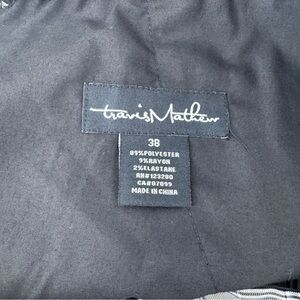 travisMathew
38
89%POLYESTER
9%RAYON
2%ELASTANE
RN#123280
CA#07099
MADE IN CHINA